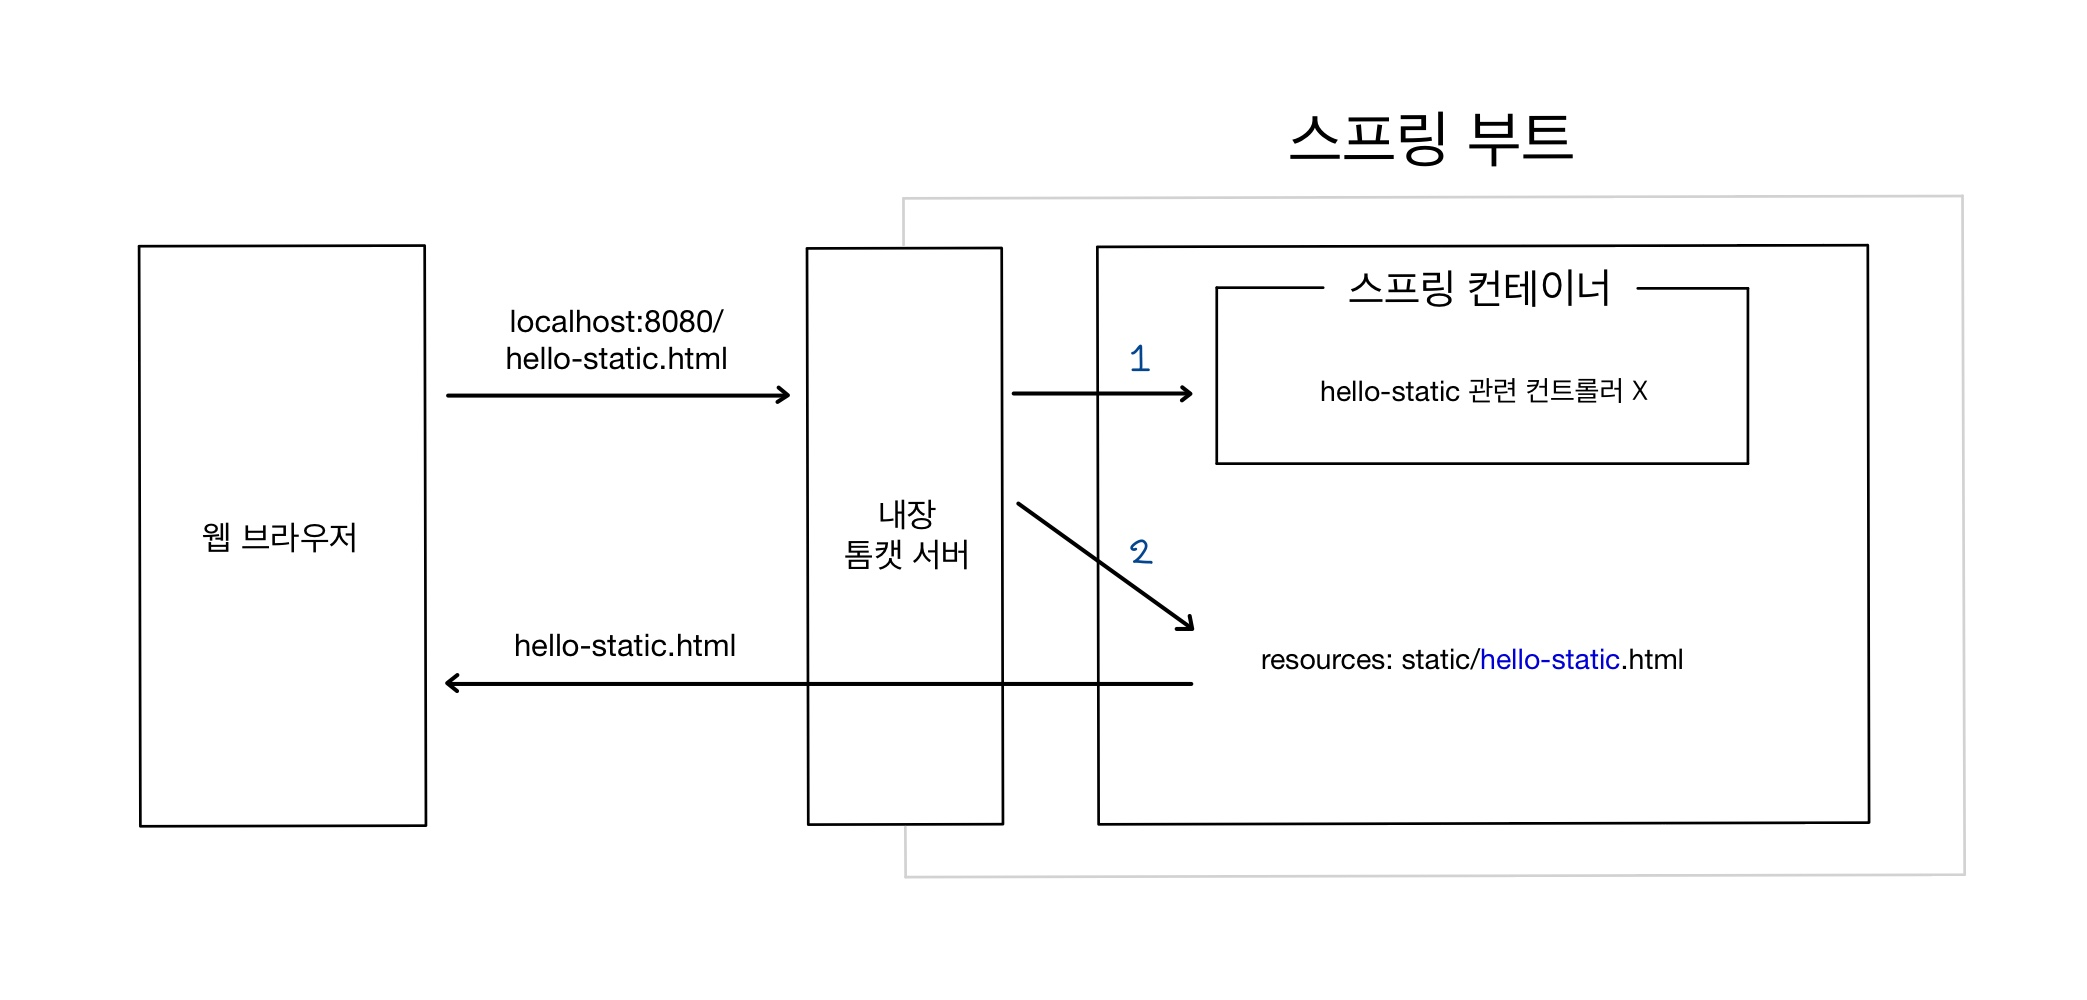 스프링 부트
스프링 컨테이너
localhost:8080/
hello-static.html
1
hello-static 관련 컨트롤러 X
웹 브라우저
내장
톰캣 서버
2
hello-static.html
resources: static/hello-static.html